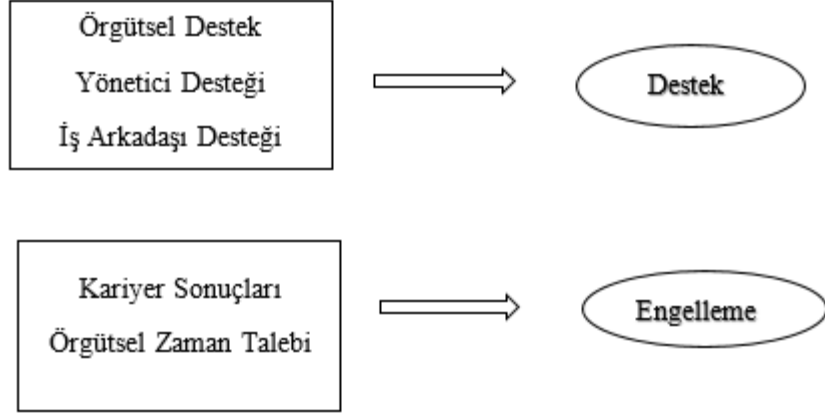 Örgütsel Destek
Yönetici Desteği
İş Arkadaşı Desteği
Destek
Kariyer Sonuçları
Örgütsel Zaman Talebi
Engelleme